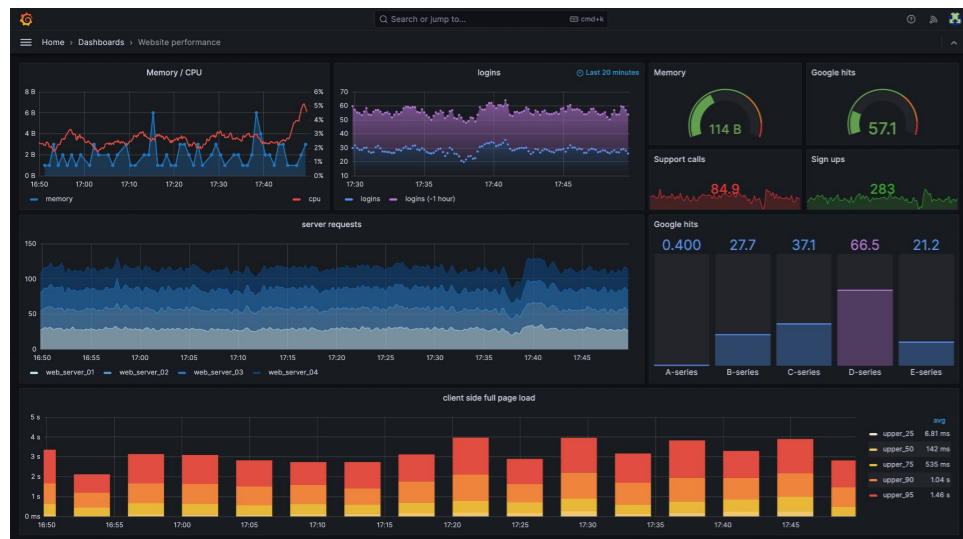 Search or jump to... cmd+k
Home › Dashboards › Website performance
Memory / CPU
8 B
6 B
4 B
2 B
0 B
6%
5%
4%
3%
2%
1%
0%
16:50 17:00 17:10 17:20 17:30 17:40
memory cpu
logins
Last 20 minutes
70
60
50
40
30
20
10
17:30 17:35 17:40 17:45
logins logins (-1 hour)
Memory
114 B
Google hits
57.1
Support calls
84.9
Sign ups
283
server requests
150
100
50
0
16:50 16:55 17:00 17:05 17:10 17:15 17:20 17:25 17:30 17:35 17:40 17:45
web_server_01 web_server_02 web_server_03 web_server_04
Google hits
0.400 27.7 37.1 66.5 21.2
A-series B-series C-series D-series E-series
client side full page load
5 s
4 s
3 s
2 s
1 s
0 ms
16:50 16:55 17:00 17:05 17:10 17:15 17:20 17:25 17:30 17:35 17:40 17:45
avg
upper_25 6.81 ms
upper_50 142 ms
upper_75 535 ms
upper_90 1.04 s
upper_95 1.46 s